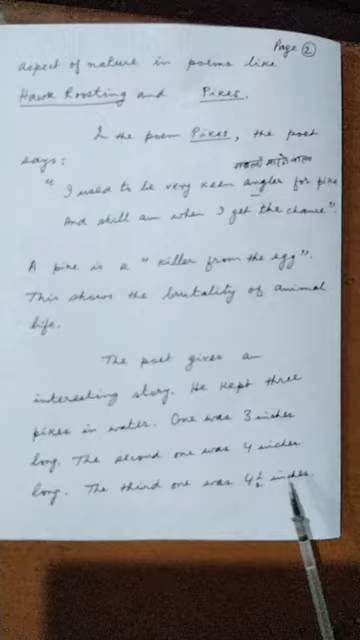 Page 2
aspect of nature in poems like
Hawk Roosting and Pikes.
In the poem Pikes, the poet
says:
मछली मारने वाला
"I used to be very keen angler for pike
And still am when I get the chance".
A pike is a "killer from the egg".
This shows the brutality of animal
life.
The poet gives an
interesting story. He kept three
pikes in water. One was 3 inches
long. The second one was 4 inches
long. The third one was 4½ inches